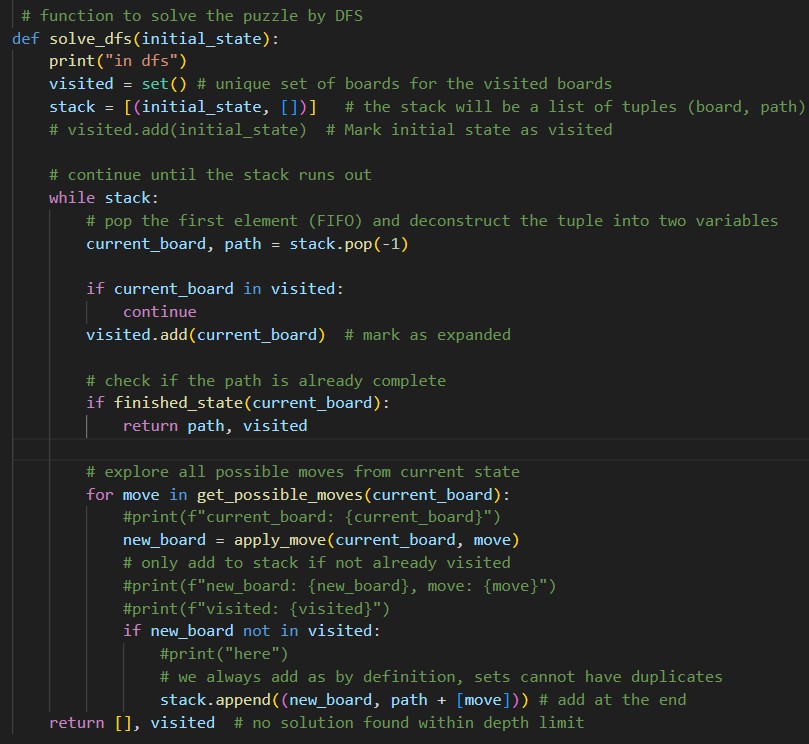 # function to solve the puzzle by DFS
def solve_dfs(initial_state):
    print("in dfs")
    visited = set() # unique set of boards for the visited boards
    stack = [(initial_state, [])]   # the stack will be a list of tuples (board, path)
    # visited.add(initial_state)  # Mark initial state as visited

    # continue until the stack runs out
    while stack:
        # pop the first element (FIFO) and deconstruct the tuple into two variables
        current_board, path = stack.pop(-1)

        if current_board in visited:
            continue
        visited.add(current_board)  # mark as expanded

        # check if the path is already complete
        if finished_state(current_board):
            return path, visited

        # explore all possible moves from current state
        for move in get_possible_moves(current_board):
            #print(f"current_board: {current_board}")
            new_board = apply_move(current_board, move)
            # only add to stack if not already visited
            #print(f"new_board: {new_board}, move: {move}")
            #print(f"visited: {visited}")
            if new_board not in visited:
                #print("here")
                # we always add as by definition, sets cannot have duplicates
                stack.append((new_board, path + [move])) # add at the end
    return [], visited  # no solution found within depth limit